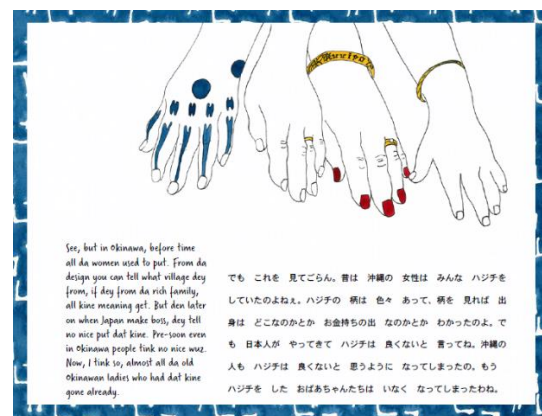 See, but in Okinawa, before time
all da women used to put. From da
design you can tell what village dey
from, if dey from da rich family,
all kine meaning get. But den later
on when Japan make boss, dey tell
no nice put dat kine. Pre-soon even
in Okinawa people tink no nice wuz.
Now, I tink so, almost all da old
Okinawan ladies who had dat kine
gone already.
でも これを 見てごらん。昔は 沖縄の 女性は みんな ハジチを
していたのよねぇ。ハジチの 柄は 色々 あって、柄を 見れば 出
身は どこなのかとか お金持ちの出 なのかとか わかったのよ。で
も 日本人が やってきて ハジチは 良くないと 言ってね。沖縄の
人も ハジチは 良くないと 思うように なってしまったの。もう
ハジチを した おばあちゃんたちは いなく なってしまったわね。